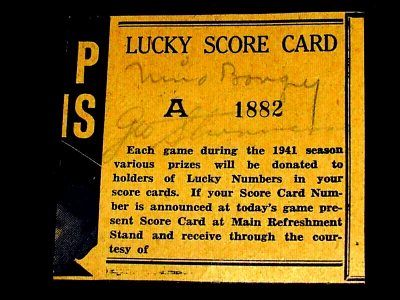 P
IS
LUCKY SCORE CARD
Nino Bongy
A 1882
Each game during the 1941 season
various prizes will be donated to
holders of Lucky Numbers in your
score cards. If your Score Card Num-
ber is announced at today's game pre-
sent Score Card at Main Refreshment
Stand and receive through the cour-
tesy of